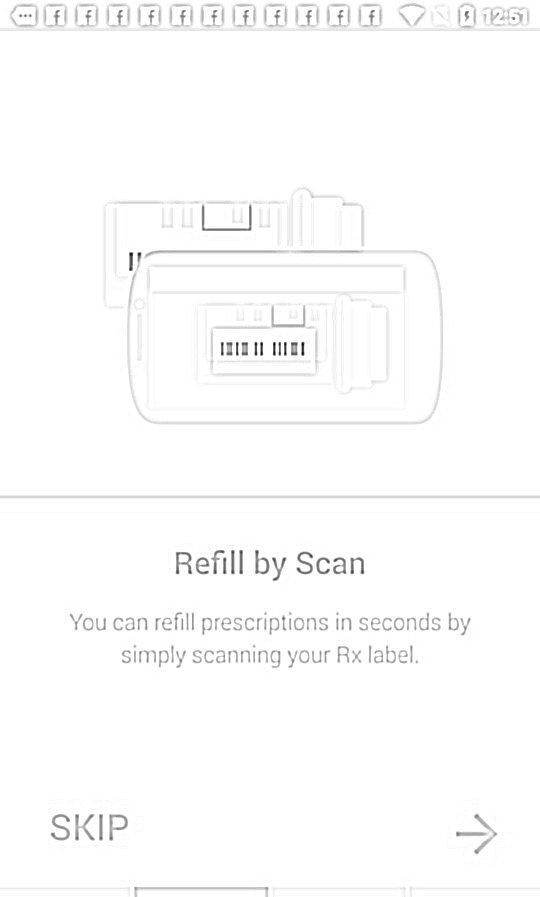 12:51
Refill by Scan
You can refill prescriptions in seconds by
simply scanning your Rx label.
SKIP